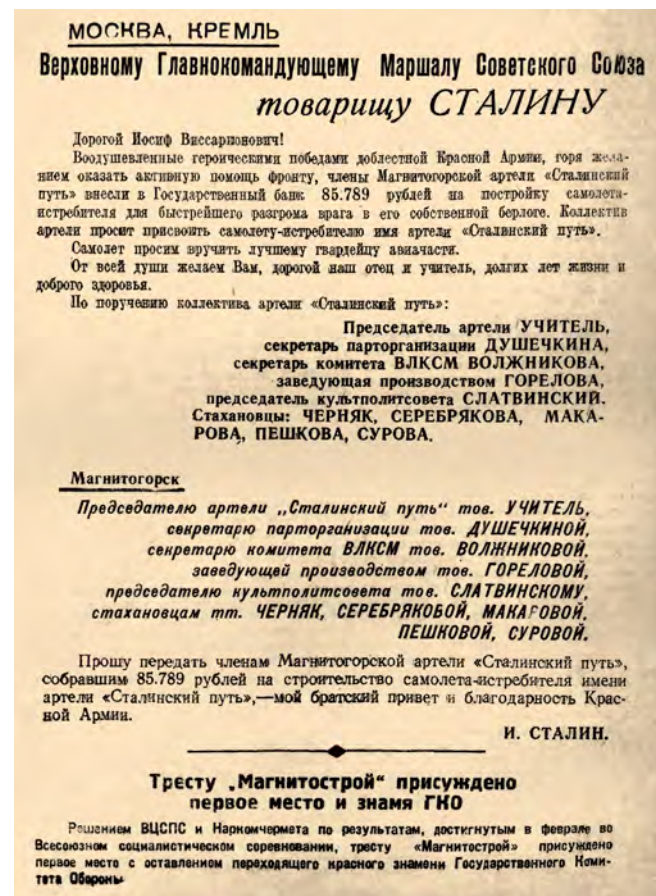 МОСКВА, КРЕМЛЬ
Верховному Главнокомандующему Маршалу Советского Союза
товарищу СТАЛИНУ
Дорогой Иосиф Виссарионович!
Воодушевленные героическими победами доблестной Красной Армии, горя жела-
нием оказать активную помощь фронту, члены Магнитогорской артели «Сталинский
путь» внесли в Государственный банк 85.789 рублей на постройку самолета-
истребителя для быстрейшего разгрома врага в его собственной берлоге. Коллектив
артели просит присвоить самолету-истребителю имя артели «Сталинский путь».
Самолет просим вручить лучшему гвардейцу авиачасти.
От всей души желаем Вам, дорогой наш отец и учитель, долгих лет жизни и
доброго здоровья.
По поручению коллектива артели «Сталинский путь»:
Председатель артели УЧИТЕЛЬ,
секретарь парторганизации ДУШЕЧКИНА,
секретарь комитета ВЛКСМ ВОЛЖНИКОВА,
заведующая производством ГОРЕЛОВА,
председатель культполитсовета СЛАТВИНСКИЙ.
Стахановцы: ЧЕРНЯК, СЕРЕБРЯКОВА, МАКА-
РОВА, ПЕШКОВА, СУРОВА.
Магнитогорск
Председателю артели „Сталинский путь" тов. УЧИТЕЛЬ,
секретарю парторганизации тов. ДУШЕЧКИНОЙ,
секретарю комитета ВЛКСМ тов. ВОЛЖНИКОВОЙ,
заведующей производством тов. ГОРЕЛОВОЙ,
председателю культполитсовета тов. СЛАТВИНСКОМУ,
стахановцам тт. ЧЕРНЯК, СЕРЕБРЯКОВОЙ, МАКАРОВОЙ,
ПЕШКОВОЙ, СУРОВОЙ.
Прошу передать членам Магнитогорской артели «Сталинский путь»,
собравшим 85.789 рублей на строительство самолета-истребителя имени
артели «Сталинский путь»,—мой братский привет и благодарность Крас-
ной Армии.
И. СТАЛИН.
Тресту „Магнитострой" присуждено
первое место и знамя ГКО
Решением ВЦСПС и Наркомчермета по результатам, достигнутым в феврале во
Всесоюзном социалистическом соревновании, тресту «Магнитострой» присуждено
первое место с оставлением переходящего красного знамени Государственного Коми-
тета Обороны